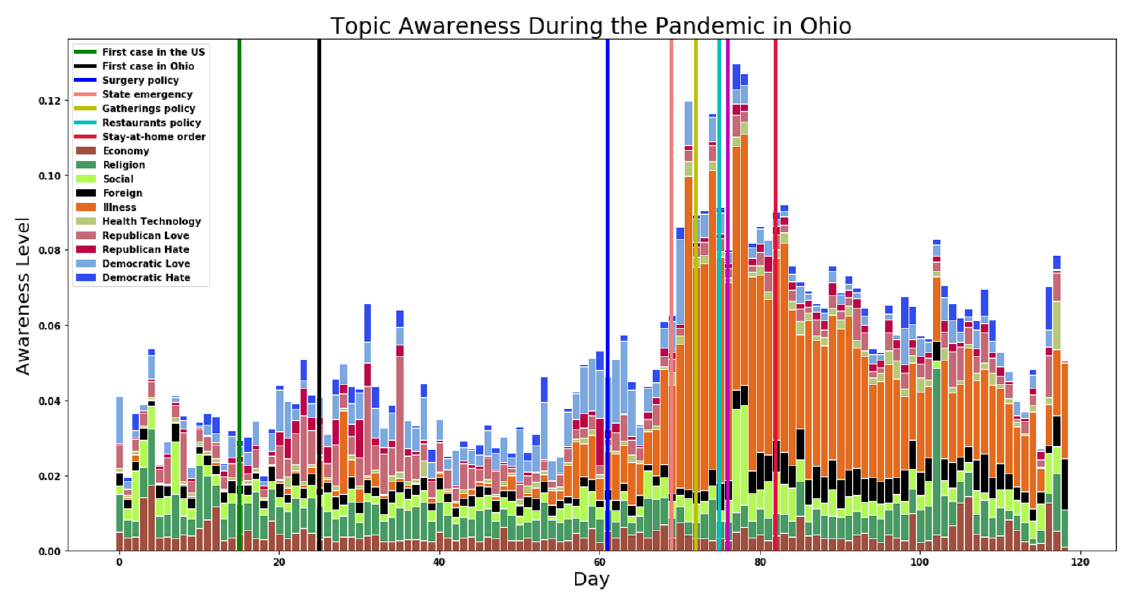 Topic Awareness During the Pandemic in Ohio
First case in the US
First case in Ohio
Surgery policy
State emergency
Gatherings policy
Restaurants policy
Stay-at-home order
Economy
Religion
Social
Foreign
Illness
Health Technology
Republican Love
Republican Hate
Democratic Love
Democratic Hate
Awareness Level
0.12
0.10
0.08
0.06
0.04
0.02
0.00
0 20 40 60 80 100 120
Day